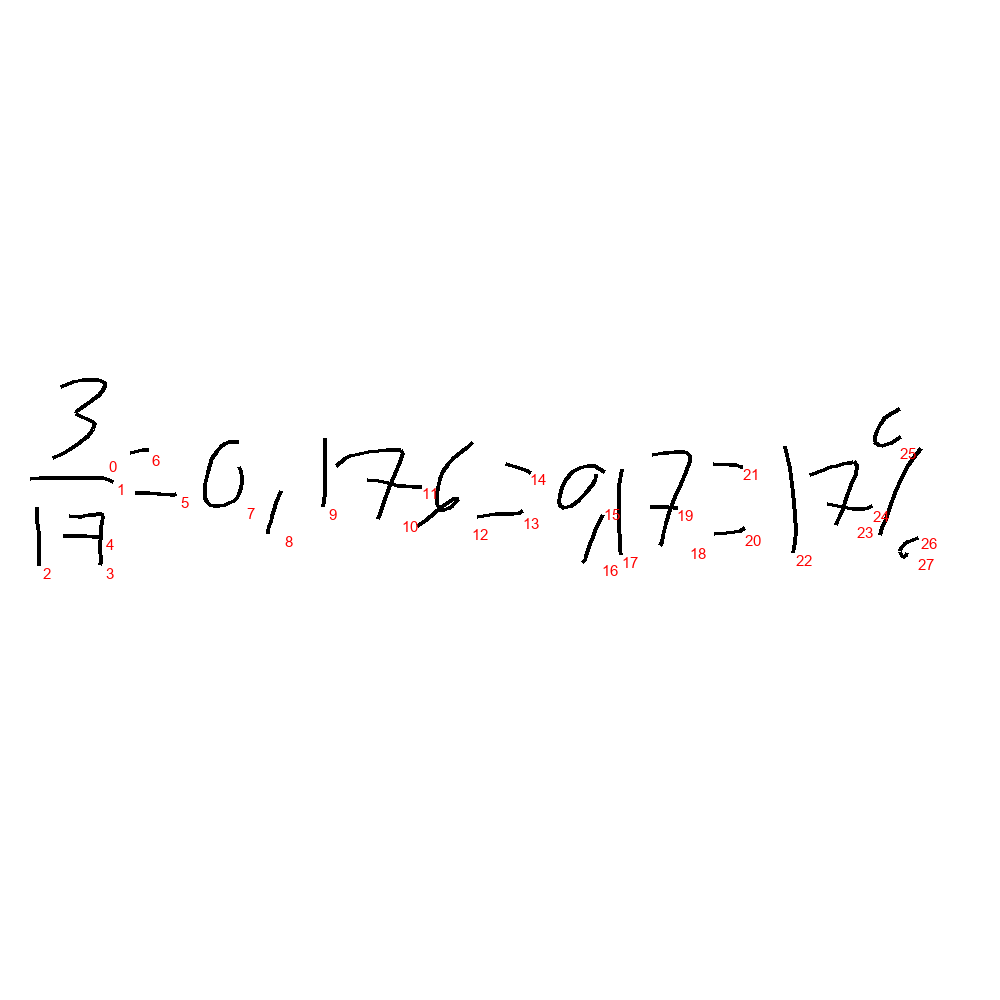 3/17 = 0,176 = 0,17 = 17%